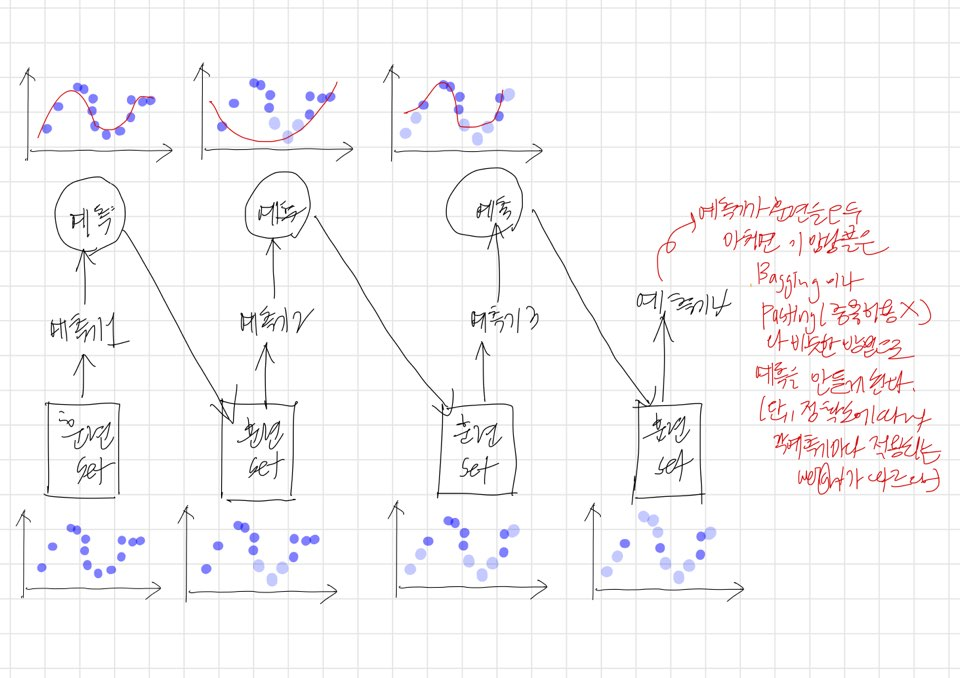 예측
예측
예측
예측기가 훈련을 모두
마치면 이 앙상블은
Bagging 이나
Pasting(중복허용X)
나 비슷한 방식으로
예측을 만들게 된다.
(단, 정확도에 따라
각 예측기마다 적용되는
weight가 다르다)
예측기1
예측기2
예측기3
예측기4
훈련
set
훈련
set
훈련
set
훈련
set